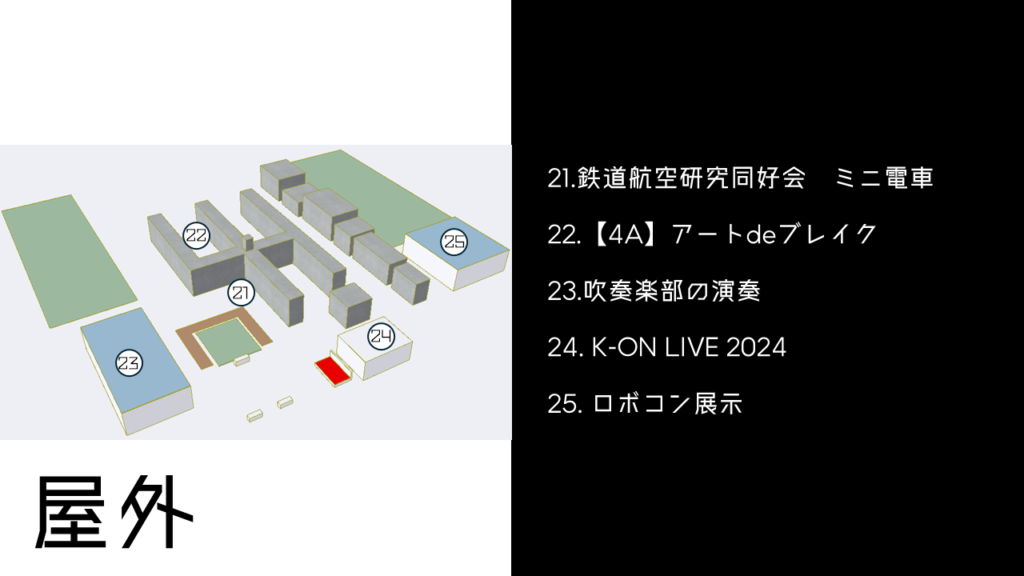 22
25
21
24
23
屋外
21.鉄道航空研究同好会　ミニ電車
22.【4A】アートdeブレイク
23.吹奏楽部の演奏
24. K-ON LIVE 2024
25. ロボコン展示